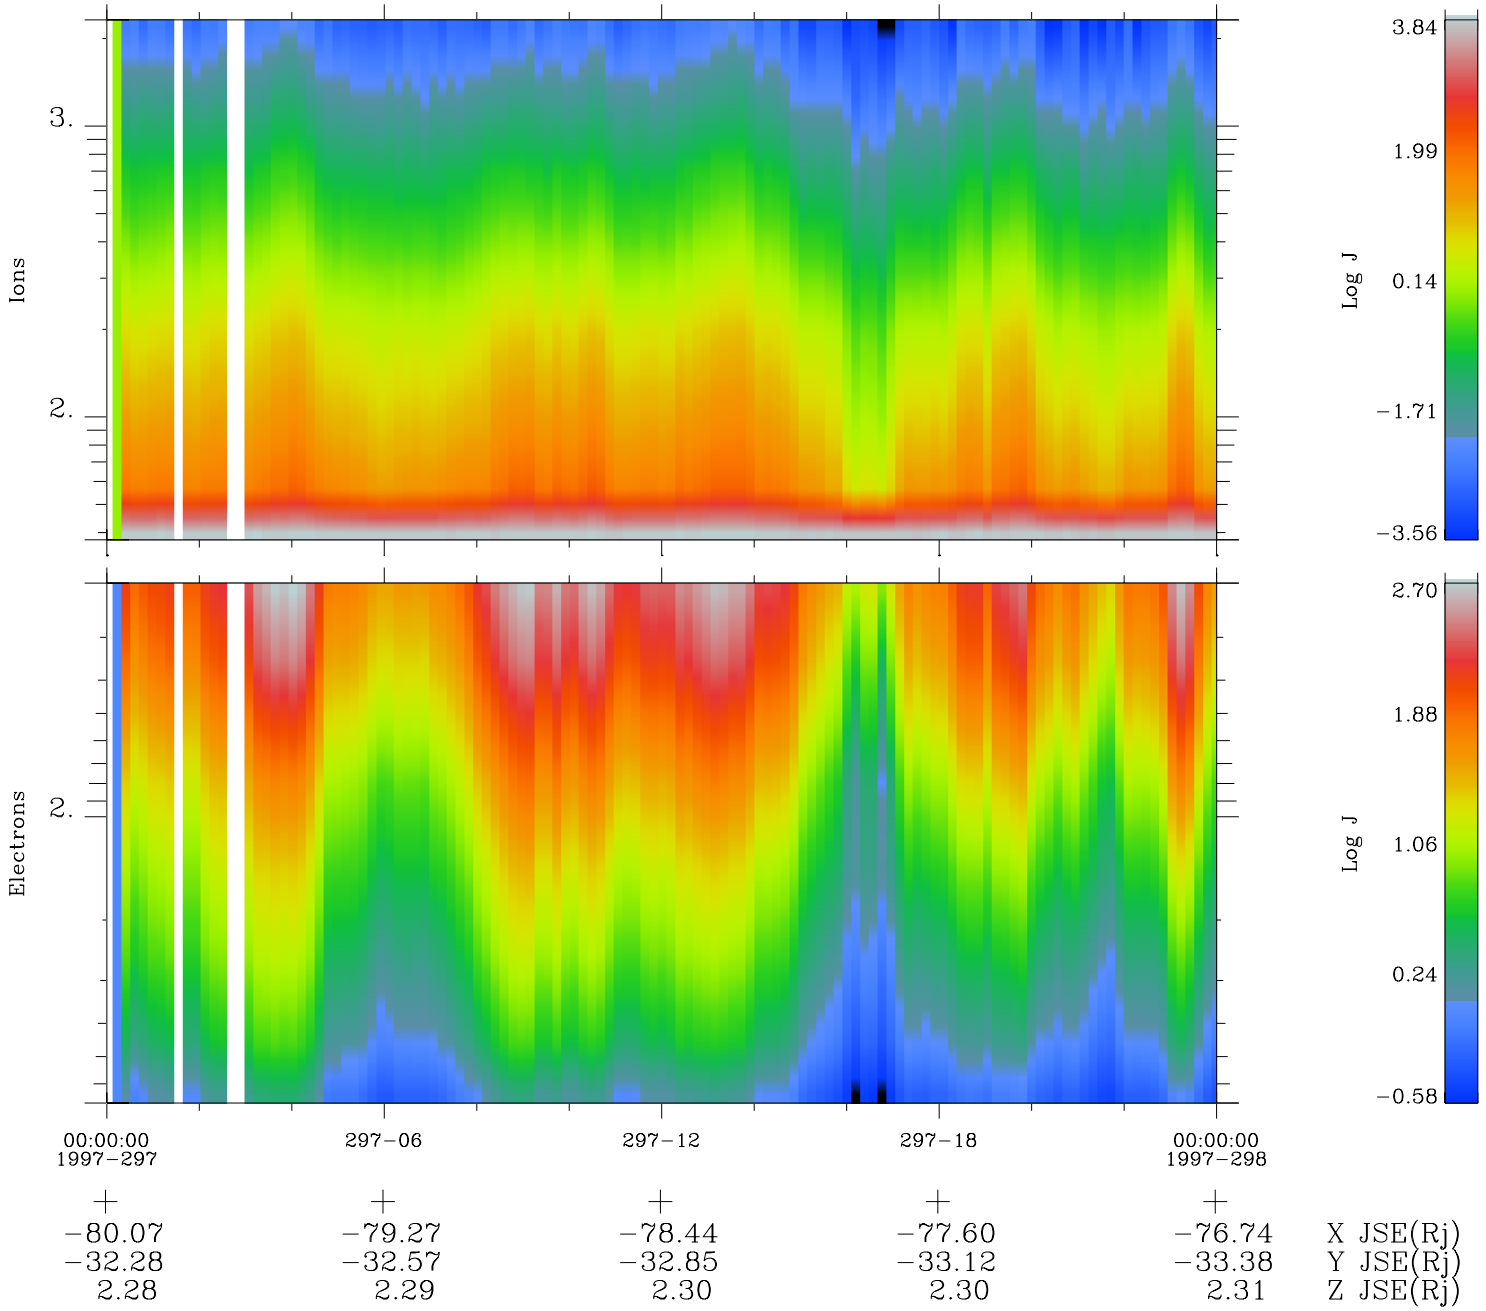 3.84
3.
1.99
Ions
Log J
0.14
2.
−1.71
−3.56
2.70
1.88
2.
Electrons
Log J
1.06
0.24
−0.58
00:00:00 297−06 297−12 297−18 00:00:00
1997−297 1997−298
−80.07 −79.27 −78.44 −77.60 −76.74 X JSE(Rj)
−32.28 −32.57 −32.85 −33.12 −33.38 Y JSE(Rj)
2.28 2.29 2.30 2.30 2.31 Z JSE(Rj)